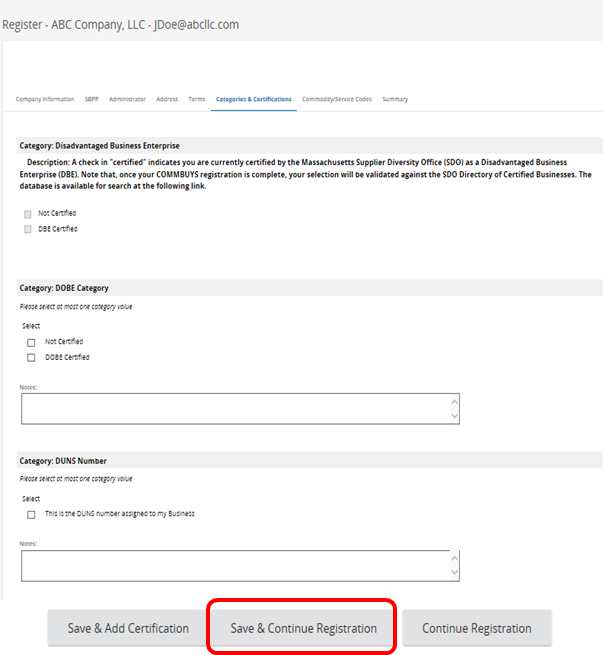 Register - ABC Company, LLC - JDoe@abcllc.com
Company Information SBPP Administrator Address Terms Categories & Certifications Commodity/Service Codes Summary
Category: Disadvantaged Business Enterprise
Description: A check in "certified" indicates you are currently certified by the Massachusetts Supplier Diversity Office (SDO) as a Disadvantaged Business
Enterprise (DBE). Note that, once your COMMBUYS registration is complete, your selection will be validated against the SDO Directory of Certified Businesses. The
database is available for search at the following link.
Not Certified
DBE Certified
Category: DOBE Category
Please select at most one category value
Select
Not Certified
DOBE Certified
Notes:
Category: DUNS Number
Please select at most one category value
Select
This is the DUNS number assigned to my Business
Notes:
Save & Add Certification Save & Continue Registration Continue Registration